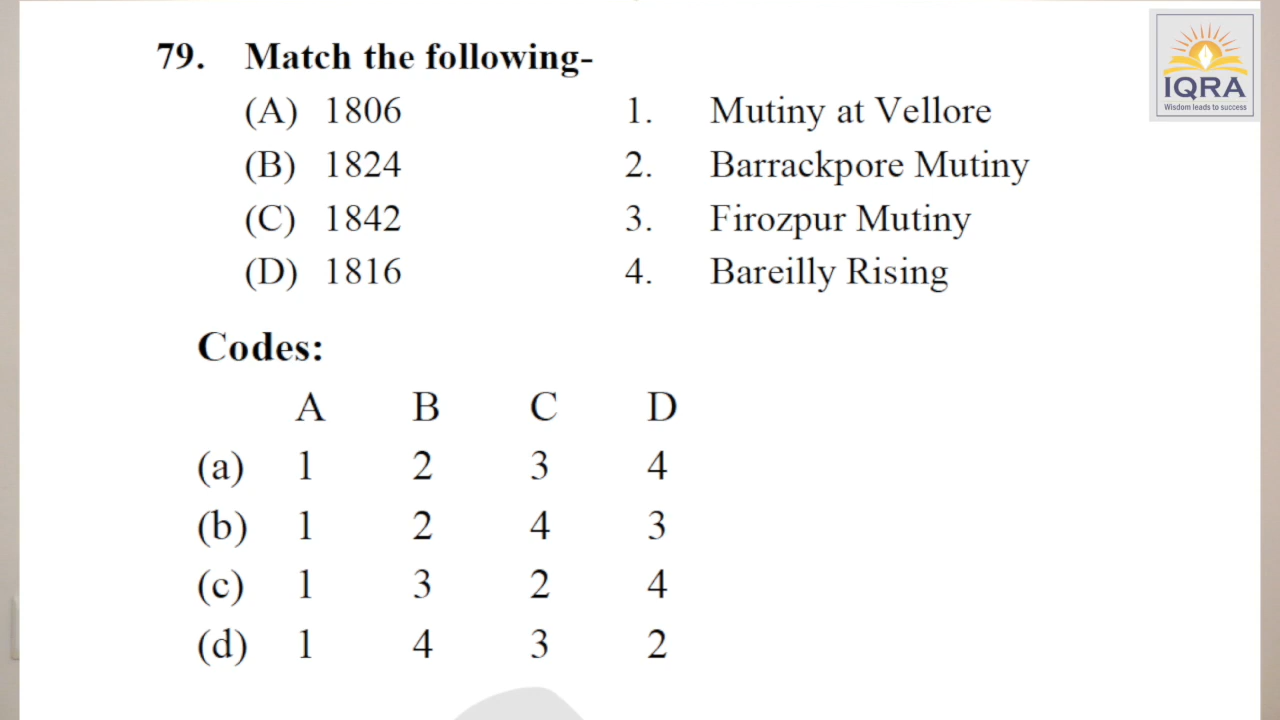 79. Match the following-
(A) 1806 1. Mutiny at Vellore
(B) 1824 2. Barrackpore Mutiny
(C) 1842 3. Firozpur Mutiny
(D) 1816 4. Bareilly Rising
Codes:
A B C D
(a) 1 2 3 4
(b) 1 2 4 3
(c) 1 3 2 4
(d) 1 4 3 2
IQRA
Wisdom leads to success